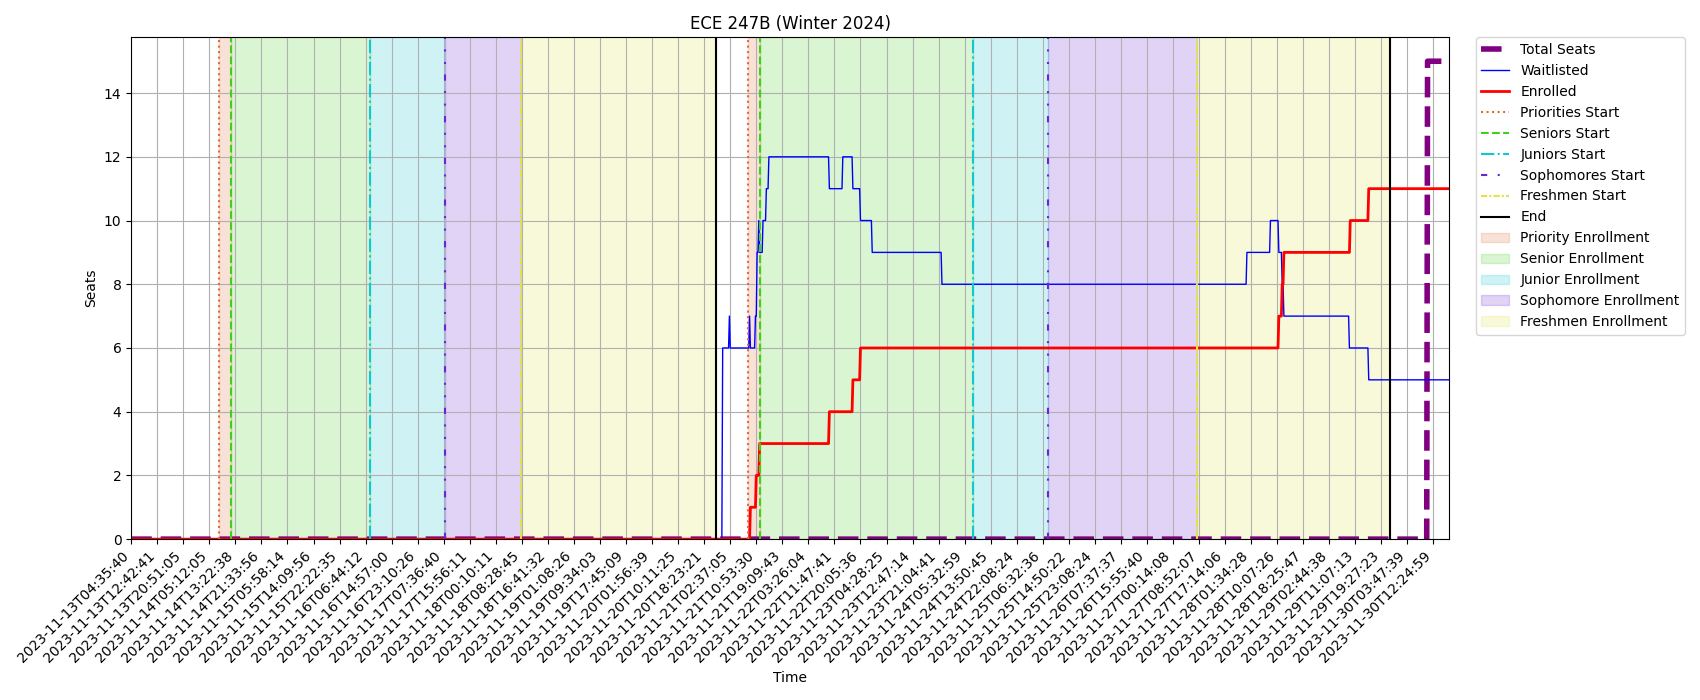 ECE 247B (Winter 2024)
Seats
14
12
10
8
6
4
2
0
2023-11-13T04:35:40
2023-11-13T12:42:41
2023-11-13T20:51:05
2023-11-14T05:12:05
2023-11-14T13:22:38
2023-11-14T21:33:56
2023-11-15T05:58:14
2023-11-15T14:09:56
2023-11-15T22:22:35
2023-11-16T06:44:12
2023-11-16T14:57:00
2023-11-16T23:10:26
2023-11-17T07:36:40
2023-11-17T15:56:11
2023-11-18T00:10:11
2023-11-18T08:28:45
2023-11-18T16:41:32
2023-11-19T01:08:26
2023-11-19T09:34:03
2023-11-19T17:45:09
2023-11-20T01:56:39
2023-11-20T10:11:25
2023-11-20T18:23:21
2023-11-21T02:37:05
2023-11-21T10:53:30
2023-11-21T19:09:43
2023-11-22T03:26:04
2023-11-22T11:47:41
2023-11-22T20:05:36
2023-11-23T04:28:25
2023-11-23T12:47:14
2023-11-23T21:04:41
2023-11-24T05:32:59
2023-11-24T13:50:45
2023-11-24T22:08:24
2023-11-25T06:32:36
2023-11-25T14:50:22
2023-11-25T23:08:24
2023-11-26T07:37:37
2023-11-26T15:55:40
2023-11-27T00:14:08
2023-11-27T08:52:07
2023-11-27T17:14:06
2023-11-28T01:34:28
2023-11-28T10:07:26
2023-11-28T18:25:47
2023-11-29T02:44:38
2023-11-29T11:07:13
2023-11-29T19:27:23
2023-11-30T03:47:39
2023-11-30T12:24:59
Time
Total Seats
Waitlisted
Enrolled
Priorities Start
Seniors Start
Juniors Start
Sophomores Start
Freshmen Start
End
Priority Enrollment
Senior Enrollment
Junior Enrollment
Sophomore Enrollment
Freshmen Enrollment